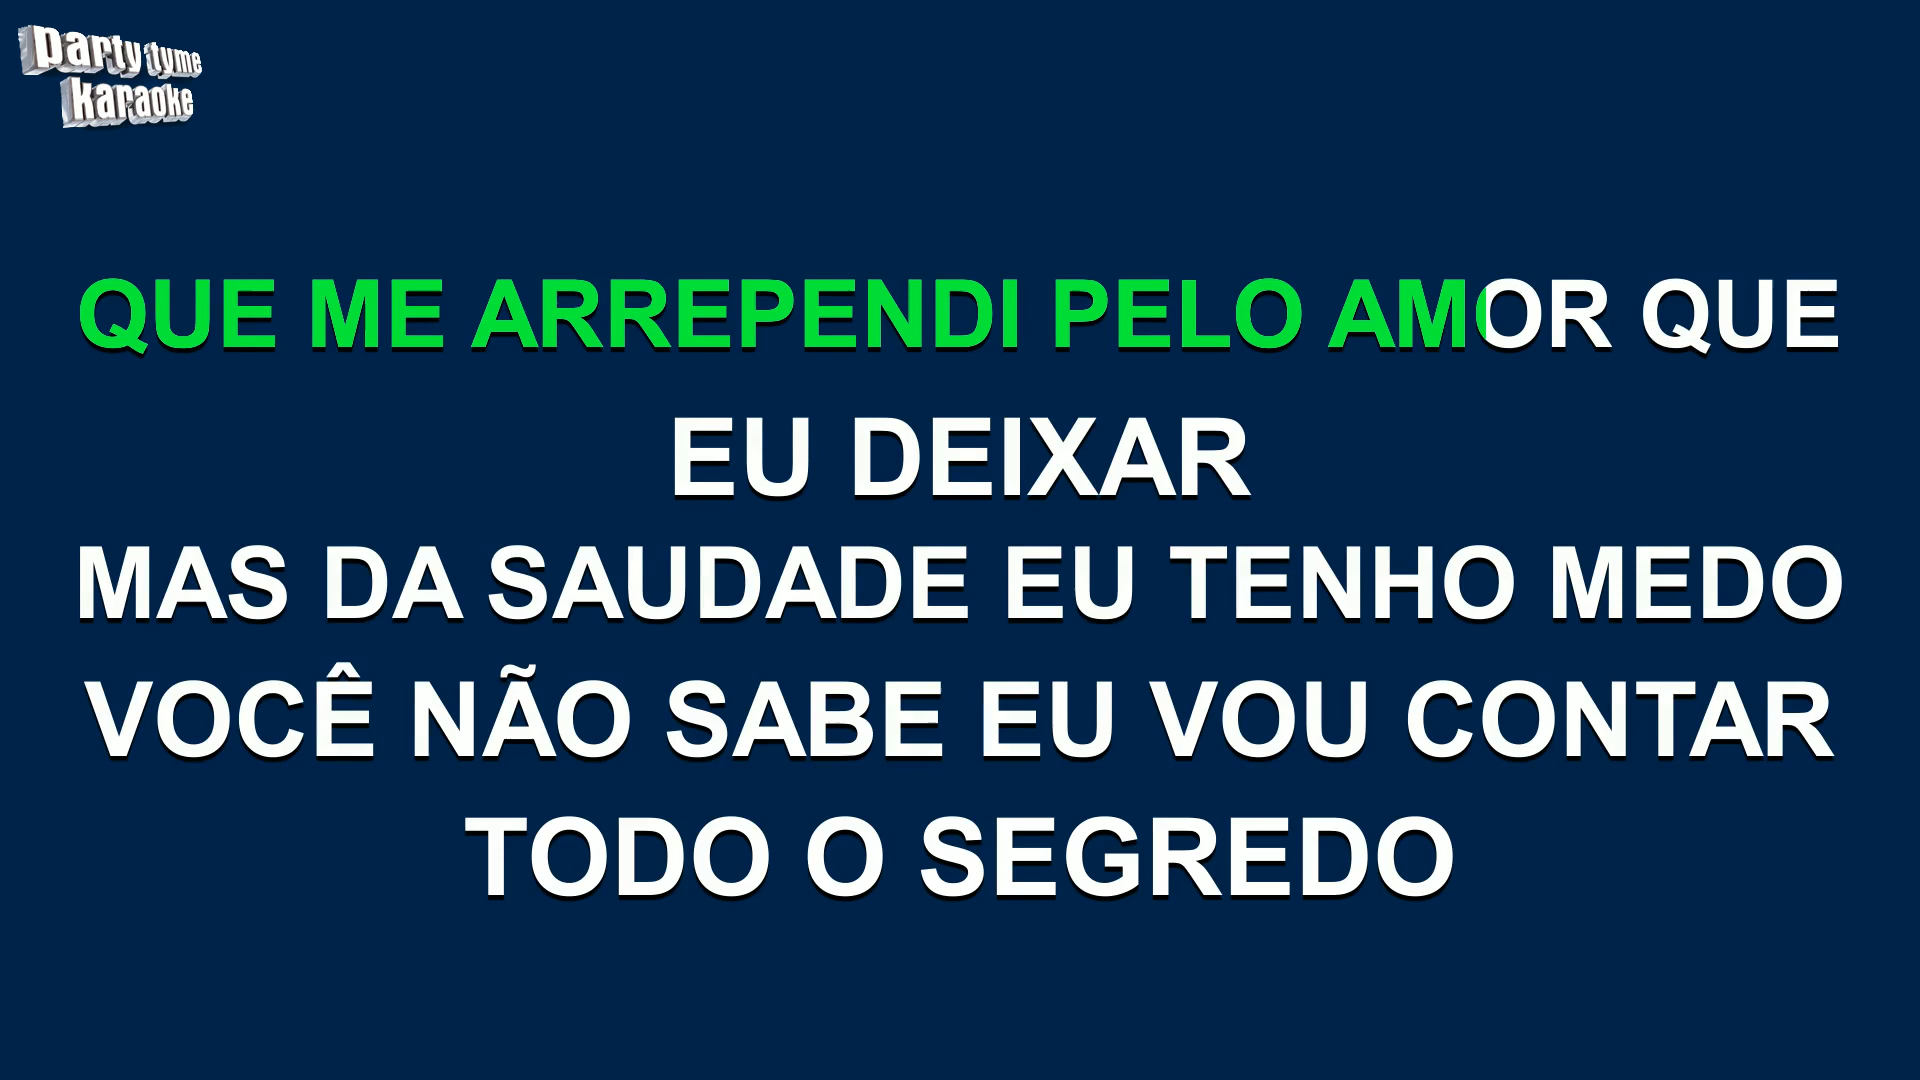 party tyme
karaoke
QUE ME ARREPENDI PELO AMOR QUE
EU DEIXAR
MAS DA SAUDADE EU TENHO MEDO
VOCÊ NÃO SABE EU VOU CONTAR
TODO O SEGREDO